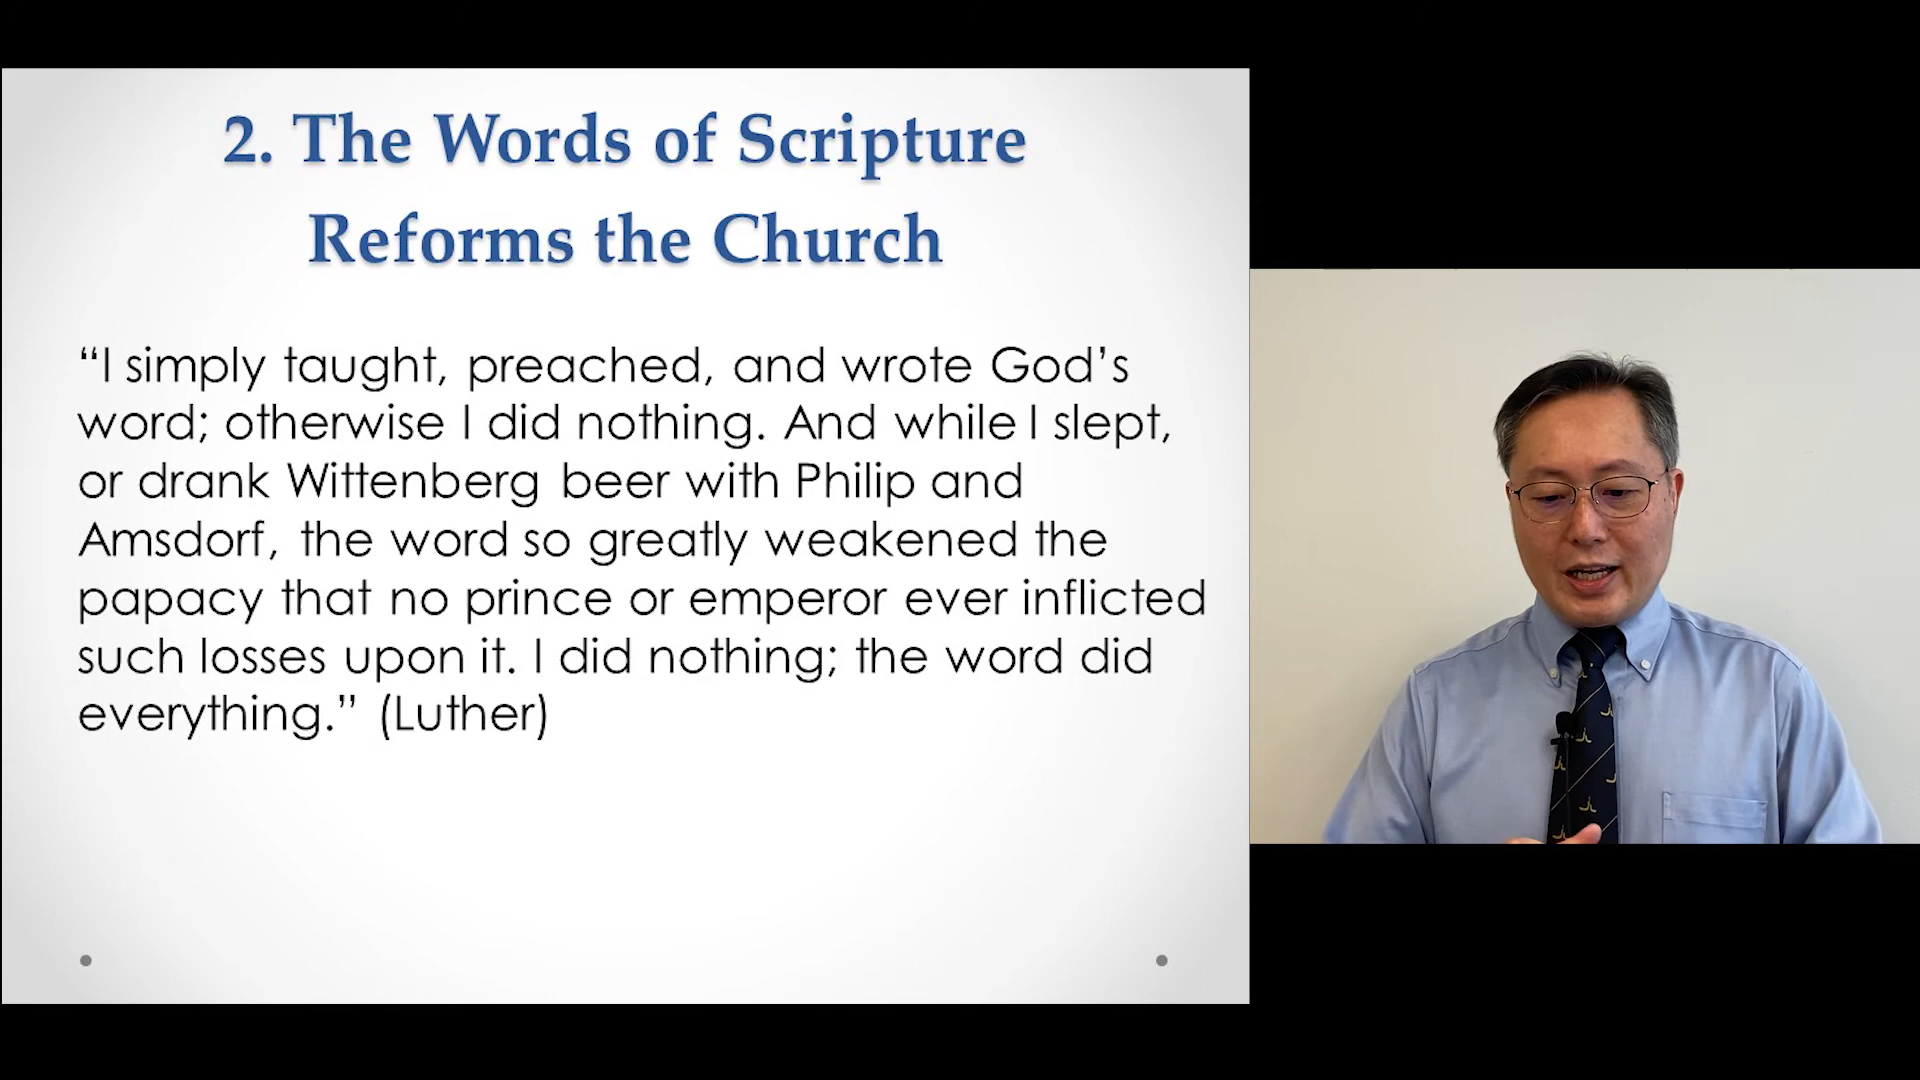 2. The Words of Scripture
Reforms the Church
“I simply taught, preached, and wrote God’s
word; otherwise I did nothing. And while I slept,
or drank Wittenberg beer with Philip and
Amsdorf, the word so greatly weakened the
papacy that no prince or emperor ever inflicted
such losses upon it. I did nothing; the word did
everything.” (Luther)